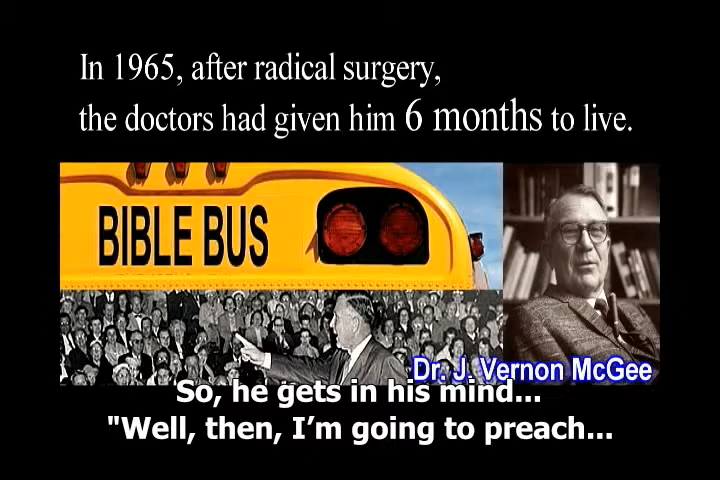 In 1965, after radical surgery,
the doctors had given him 6 months to live.
BIBLE BUS
Dr. J. Vernon McGee
So, he gets in his mind...
"Well, then, I’m going to preach...